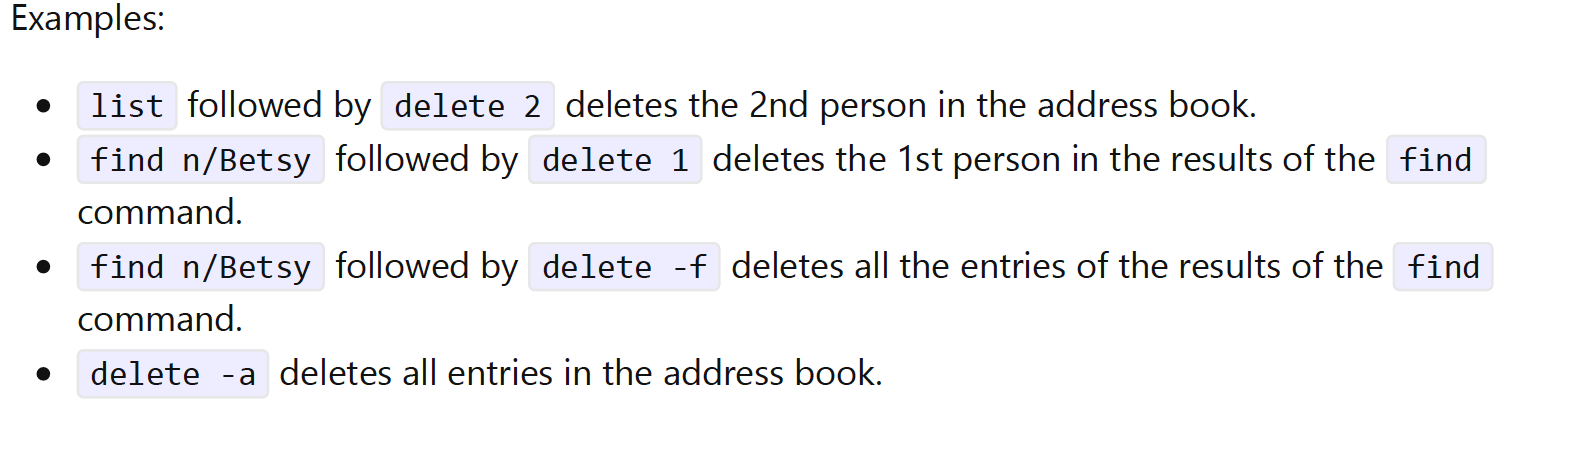 Examples:
• list followed by delete 2 deletes the 2nd person in the address book.
• find n/Betsy followed by delete 1 deletes the 1st person in the results of the find
command.
• find n/Betsy followed by delete -f deletes all the entries of the results of the find
command.
• delete -a deletes all entries in the address book.